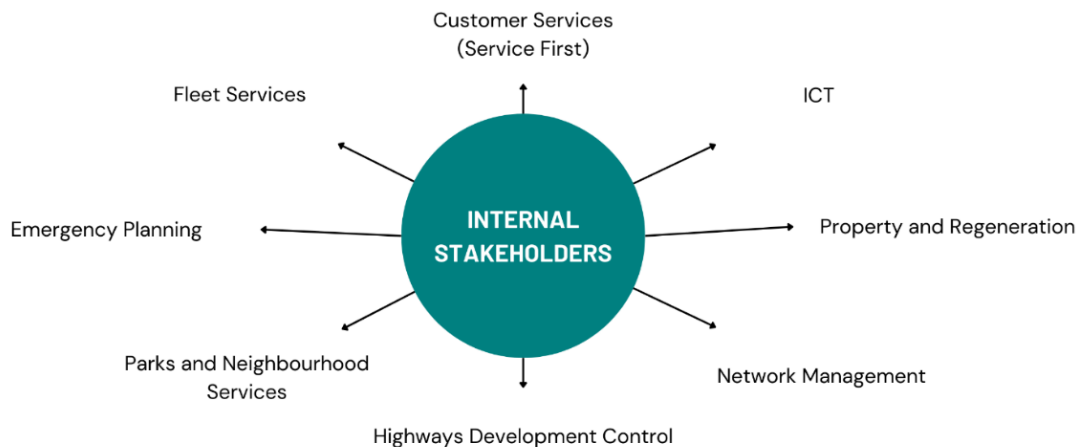 Customer Services
(Service First)
Fleet Services
ICT
Emergency Planning
INTERNAL
STAKEHOLDERS
Property and Regeneration
Parks and Neighbourhood
Services
Network Management
Highways Development Control